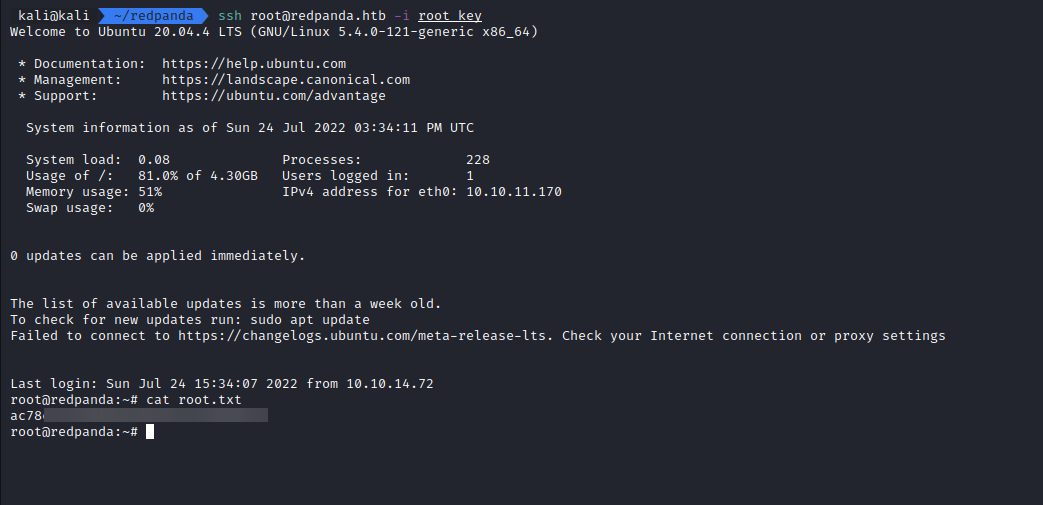 kali@kali ~/redpanda ssh root@redpanda.htb -i root_key
Welcome to Ubuntu 20.04.4 LTS (GNU/Linux 5.4.0-121-generic x86_64)
* Documentation: https://help.ubuntu.com
* Management: https://landscape.canonical.com
* Support: https://ubuntu.com/advantage
System information as of Sun 24 Jul 2022 03:34:11 PM UTC
System load: 0.08 Processes: 228
Usage of /: 81.0% of 4.30GB Users logged in: 1
Memory usage: 51% IPv4 address for eth0: 10.10.11.170
Swap usage: 0%
0 updates can be applied immediately.
The list of available updates is more than a week old.
To check for new updates run: sudo apt update
Failed to connect to https://changelogs.ubuntu.com/meta-release-lts. Check your Internet connection or proxy settings
Last login: Sun Jul 24 15:34:07 2022 from 10.10.14.72
root@redpanda:~# cat root.txt
ac78
root@redpanda:~#